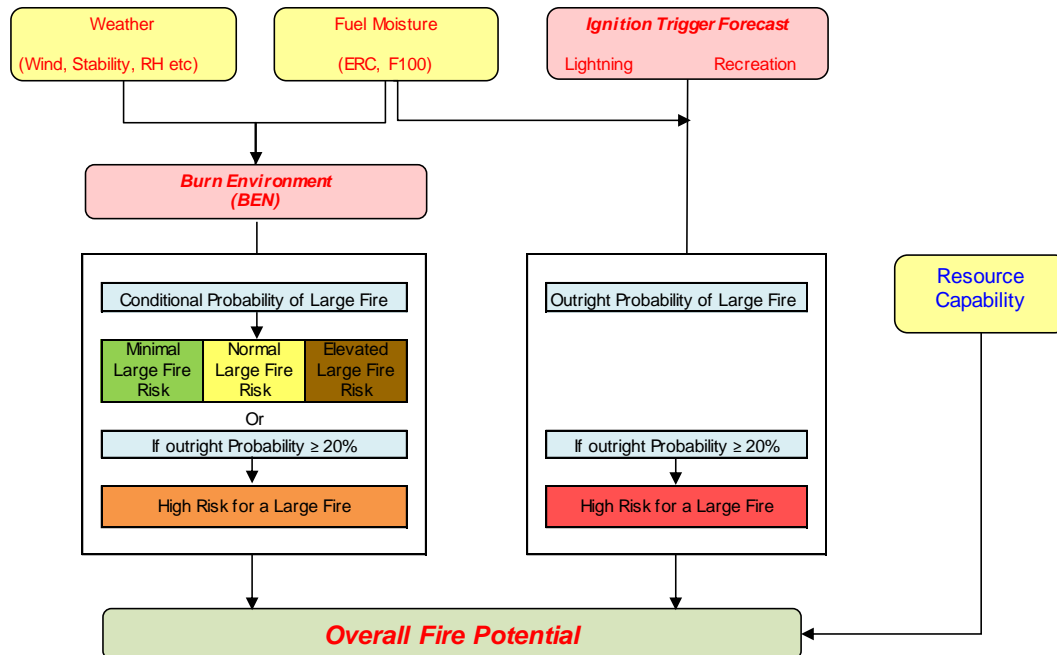 Weather
(Wind, Stability, RH etc)
Fuel Moisture
(ERC, F100)
Ignition Trigger Forecast
Lightning Recreation
Burn Environment
(BEN)
Conditional Probability of Large Fire
Minimal
Large Fire
Risk
Normal
Large Fire
Risk
Elevated
Large Fire
Risk
Or
If outright Probability ≥ 20%
High Risk for a Large Fire
Outright Probability of Large Fire
If outright Probability ≥ 20%
High Risk for a Large Fire
Resource
Capability
Overall Fire Potential